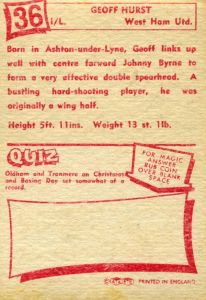 36
i/L.
GEOFF HURST
West Ham Utd.
Born in Ashton-under-Lyne, Geoff links up
well with centre farward Johnny Byrne to
form a very effective double spearhead. A
bustling hard-shooting player, he was
originally a wing half.
Height 5ft. 11ins. Weight 13 st. 1lb.
QUIZ
Oldham and Tranmere on Christmas
and Boxing Day set somewhat of a
record.
FOR MAGIC
ANSWER
RUB COIN
OVER BLANK
SPACE
PRINTED IN ENGLAND